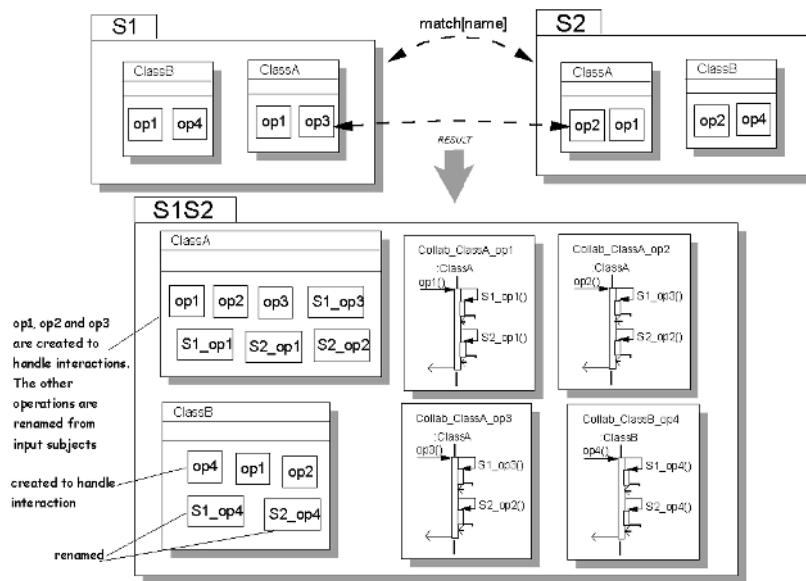 S1
match[name]
S2
ClassB
ClassA
op1
op4
op1
op3
ClassA
ClassB
op2
op1
op2
op4
RESULT
S1S2
ClassA
op1
op2
op3
S1_op3
S1_op1
S2_op1
S2_op2
Collab_ClassA_op1
:ClassA
op1()
S1_op1()
S2_op1()
Collab_ClassA_op2
:ClassA
op2()
S1_op3()
S2_op2()
op1, op2 and op3
are created to
handle interactions.
The other
operations are
renamed from
input subjects
ClassB
op4
op1
op2
S1_op4
S2_op4
created to handle
interaction
renamed
Collab_ClassA_op3
:ClassA
op3()
S1_op3()
S2_op2()
Collab_ClassB_op4
:ClassB
op4()
S1_op4()
S2_op4()